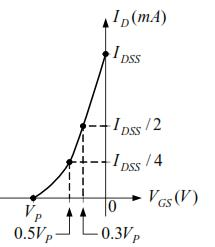 I_D(mA)
I_DSS
I_DSS / 2
I_DSS / 4
V_GS(V)
V_P
0
0.5V_P
0.3V_P